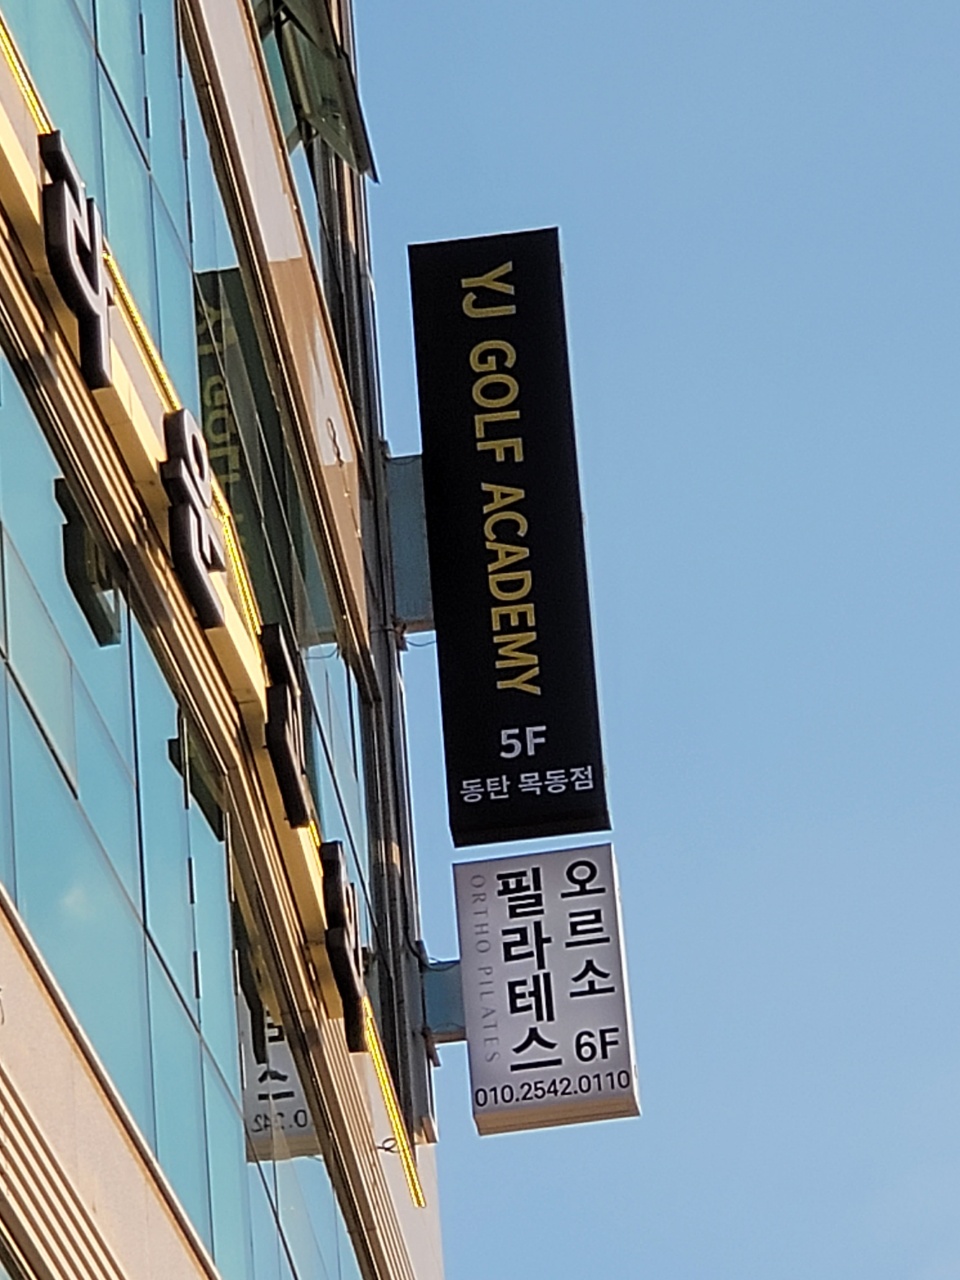 YJ GOLF ACADEMY
5F
동탄 목동점
오르소
필라테스
ORTHO PILATES
6F
010.2542.0110